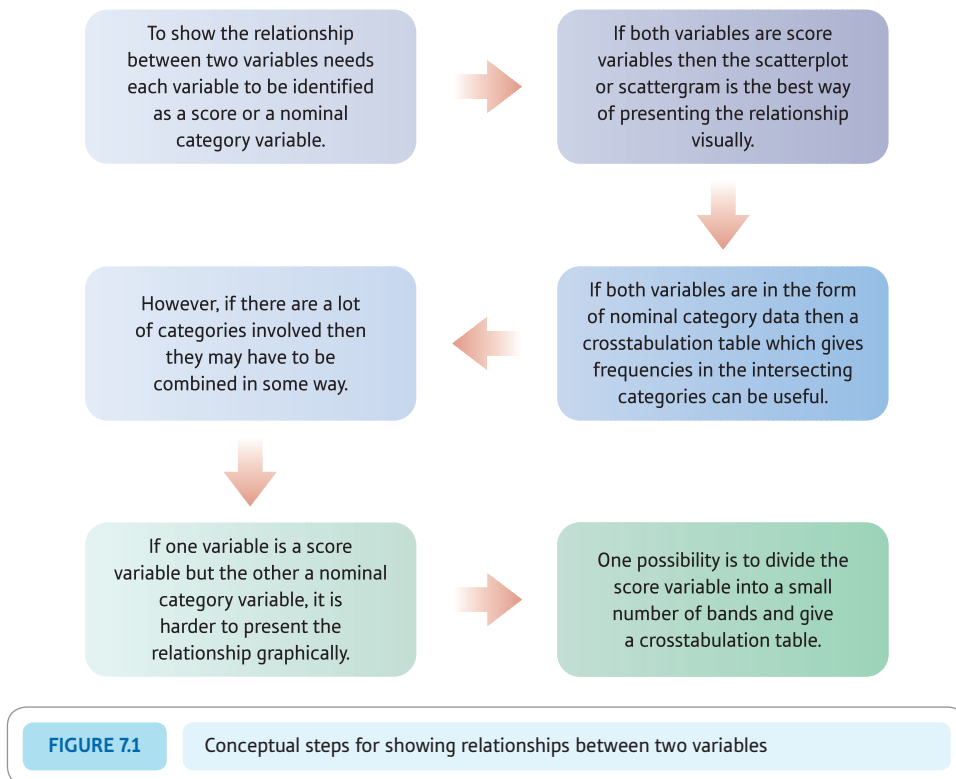 To show the relationship
between two variables needs
each variable to be identified
as a score or a nominal
category variable.
If both variables are score
variables then the scatterplot
or scattergram is the best way
of presenting the relationship
visually.
If both variables are in the form
of nominal category data then a
crosstabulation table which gives
frequencies in the intersecting
categories can be useful.
However, if there are a lot
of categories involved then
they may have to be
combined in some way.
If one variable is a score
variable but the other a nominal
category variable, it is
harder to present the
relationship graphically.
One possibility is to divide the
score variable into a small
number of bands and give
a crosstabulation table.
FIGURE 7.1
Conceptual steps for showing relationships between two variables